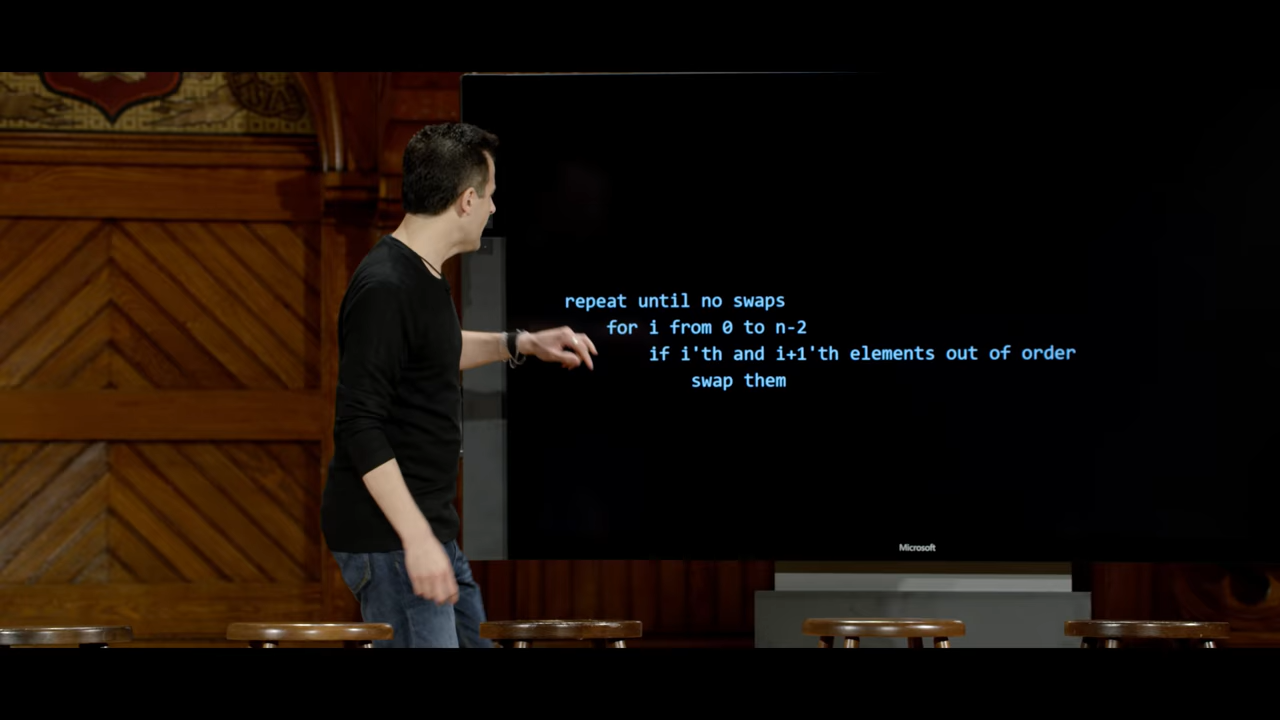 repeat until no swaps
for i from 0 to n-2
if i'th and i+1'th elements out of order
swap them
Microsoft